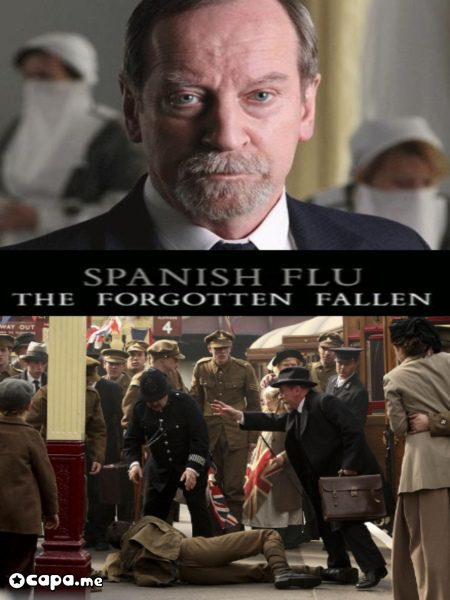 SPANISH FLU
THE FORGOTTEN FALLEN
WAY OUT
4
capa.me